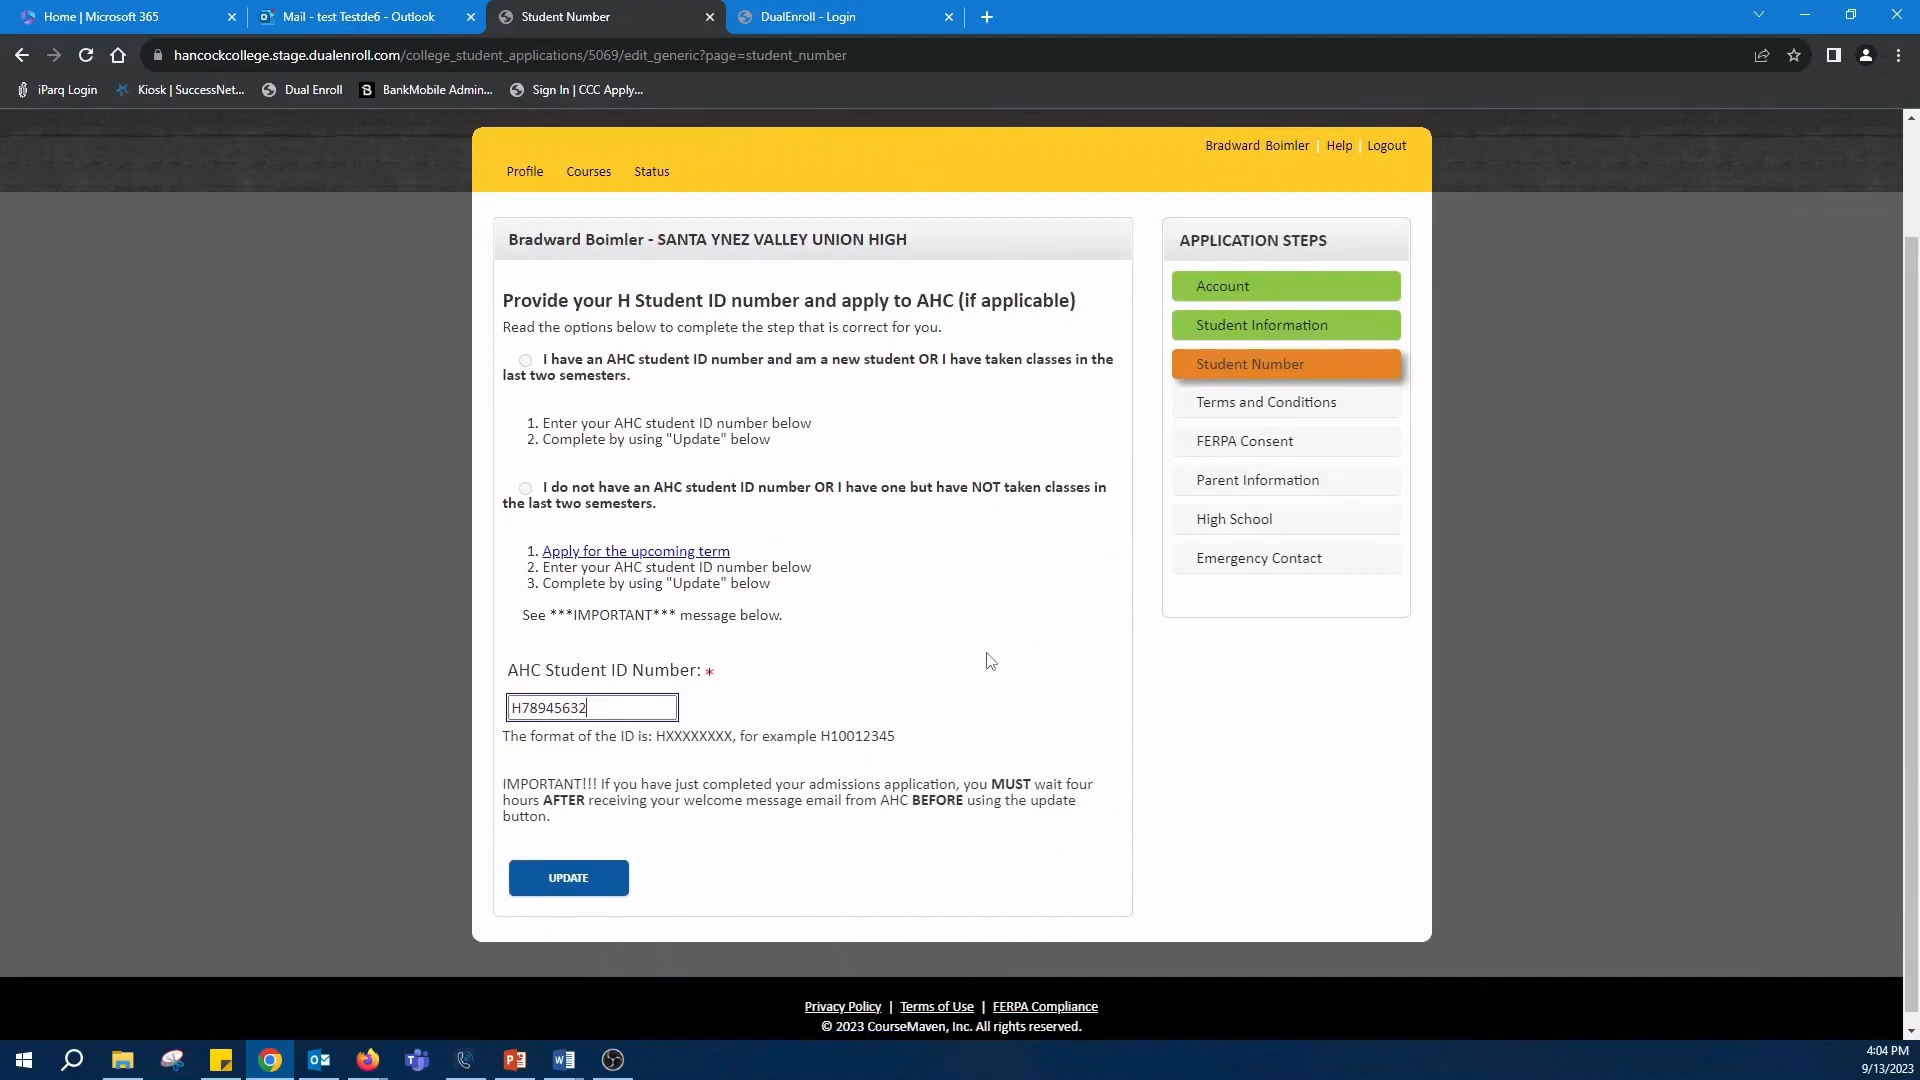 Home | Microsoft 365
Mail - test Testde6 - Outlook
Student Number
DualEnroll - Login
hancockcollege.stage.dualenroll.com/college_student_applications/5069/edit_generic?page=student_number
iParq Login
Kiosk | SuccessNet...
Dual Enroll
BankMobile Admin...
Sign In | CCC Apply...
Bradward Boimler | Help | Logout
Profile
Courses
Status
Bradward Boimler - SANTA YNEZ VALLEY UNION HIGH
Provide your H Student ID number and apply to AHC (if applicable)
Read the options below to complete the step that is correct for you.
I have an AHC student ID number and am a new student OR I have taken classes in the
last two semesters.
1. Enter your AHC student ID number below
2. Complete by using "Update" below
I do not have an AHC student ID number OR I have one but have NOT taken classes in
the last two semesters.
1. Apply for the upcoming term
2. Enter your AHC student ID number below
3. Complete by using "Update" below
See ***IMPORTANT*** message below.
AHC Student ID Number: *
H78945632
The format of the ID is: HXXXXXXXX, for example H10012345
IMPORTANT!!! If you have just completed your admissions application, you MUST wait four
hours AFTER receiving your welcome message email from AHC BEFORE using the update
button.
UPDATE
APPLICATION STEPS
Account
Student Information
Student Number
Terms and Conditions
FERPA Consent
Parent Information
High School
Emergency Contact
Privacy Policy | Terms of Use | FERPA Compliance
© 2023 CourseMaven, Inc. All rights reserved.
4:04 PM
9/13/2023